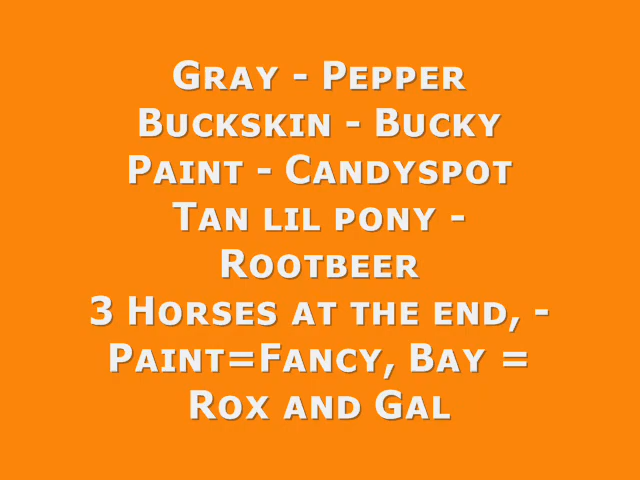 Gray - Pepper
Buckskin - Bucky
Paint - Candyspot
Tan lil pony -
Rootbeer
3 Horses at the end, -
Paint=Fancy, Bay =
Rox and Gal